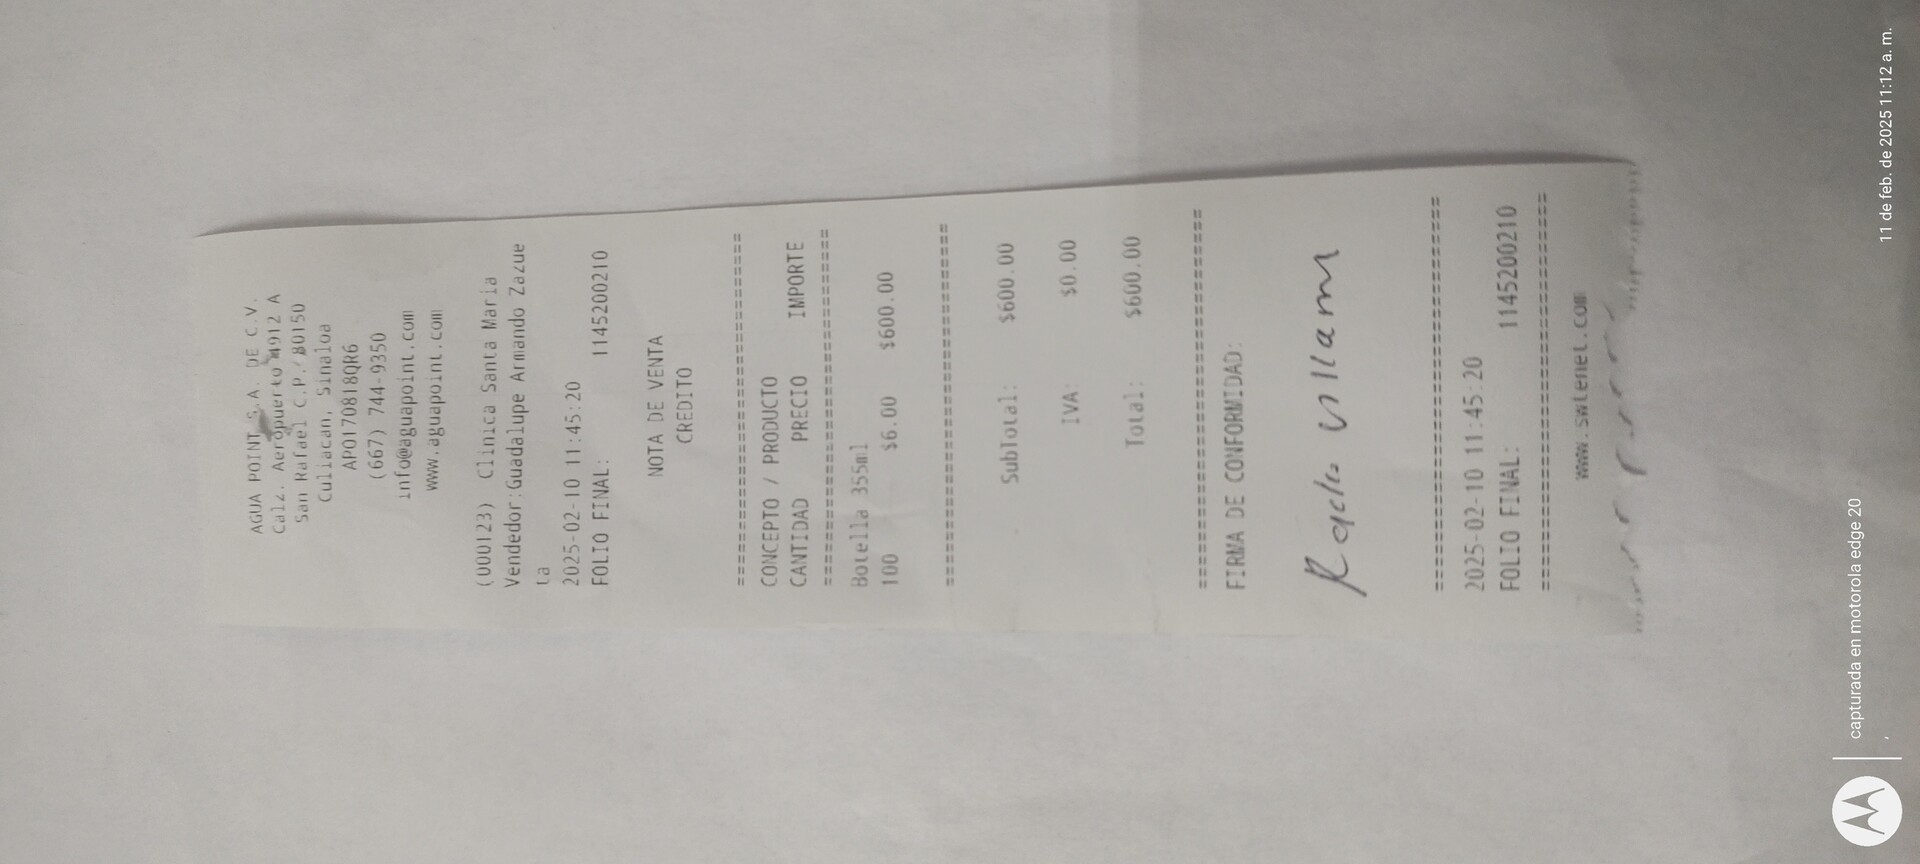 AGUA POINT S.A. DE C.V.
Calz. Aeropuerto 4912 A
San Rafael C.P. 80150
Culiacan, Sinaloa
APO170818QR6
(667) 744-9350
info@aguapoint.com
www.aguapoint.com
(000123) Clinica Santa Maria
Vendedor:Guadalupe Armando Zazue
ta
2025-02-10 11:45:20
FOLIO FINAL: 1145200210
NOTA DE VENTA
CREDITO
================================
CONCEPTO / PRODUCTO
CANTIDAD PRECIO IMPORTE
================================
Botella 355ml
100 $6.00 $600.00
================================
SubTotal: $600.00
IVA: $0.00
Total: $600.00
================================
FIRMA DE CONFORMIDAD:
================================
2025-02-10 11:45:20
FOLIO FINAL: 1145200210
================================
www.swtenet.com
capturada en motorola edge 20
11 de feb. de 2025 11:12 a. m.